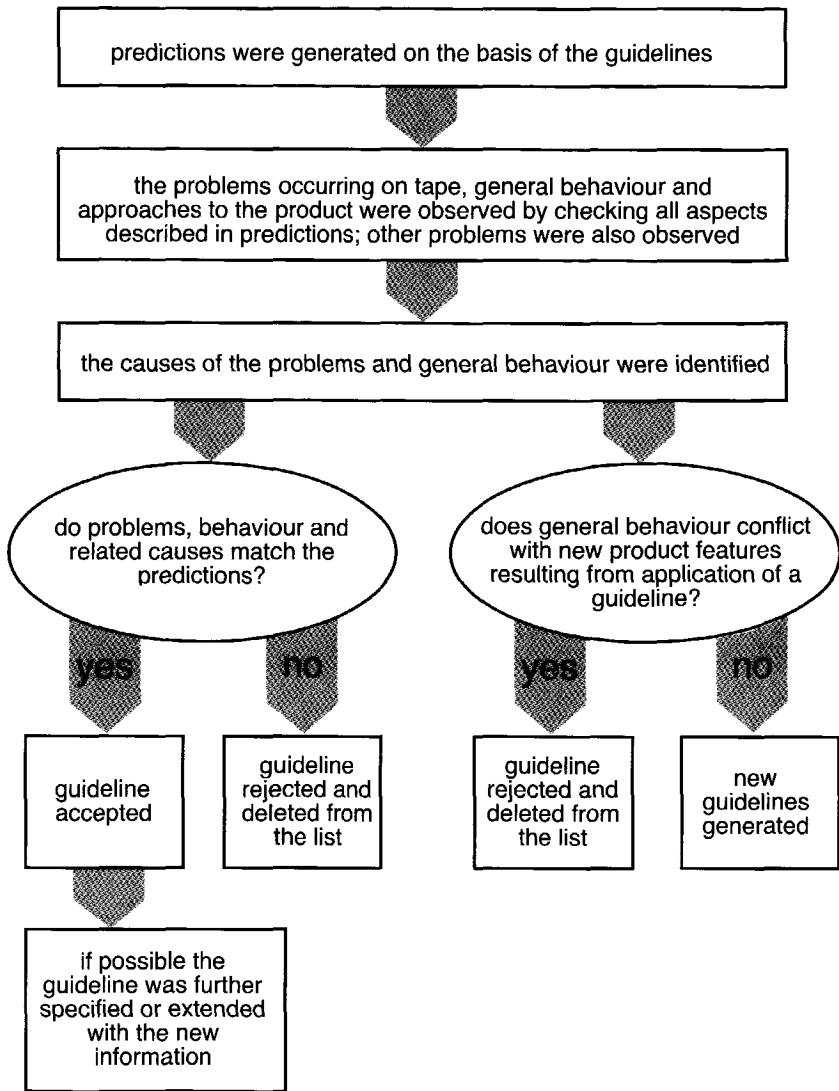 predictions were generated on the basis of the guidelines
the problems occurring on tape, general behaviour and
approaches to the product were observed by checking all aspects
described in predictions; other problems were also observed
the causes of the problems and general behaviour were identified
do problems, behaviour and
related causes match the
predictions?
does general behaviour conflict
with new product features
resulting from application of a
guideline?
yes
no
yes
no
guideline
accepted
guideline
rejected and
deleted from
the list
guideline
rejected and
deleted from
the list
new
guidelines
generated
if possible the
guideline was further
specified or extended
with the new
information